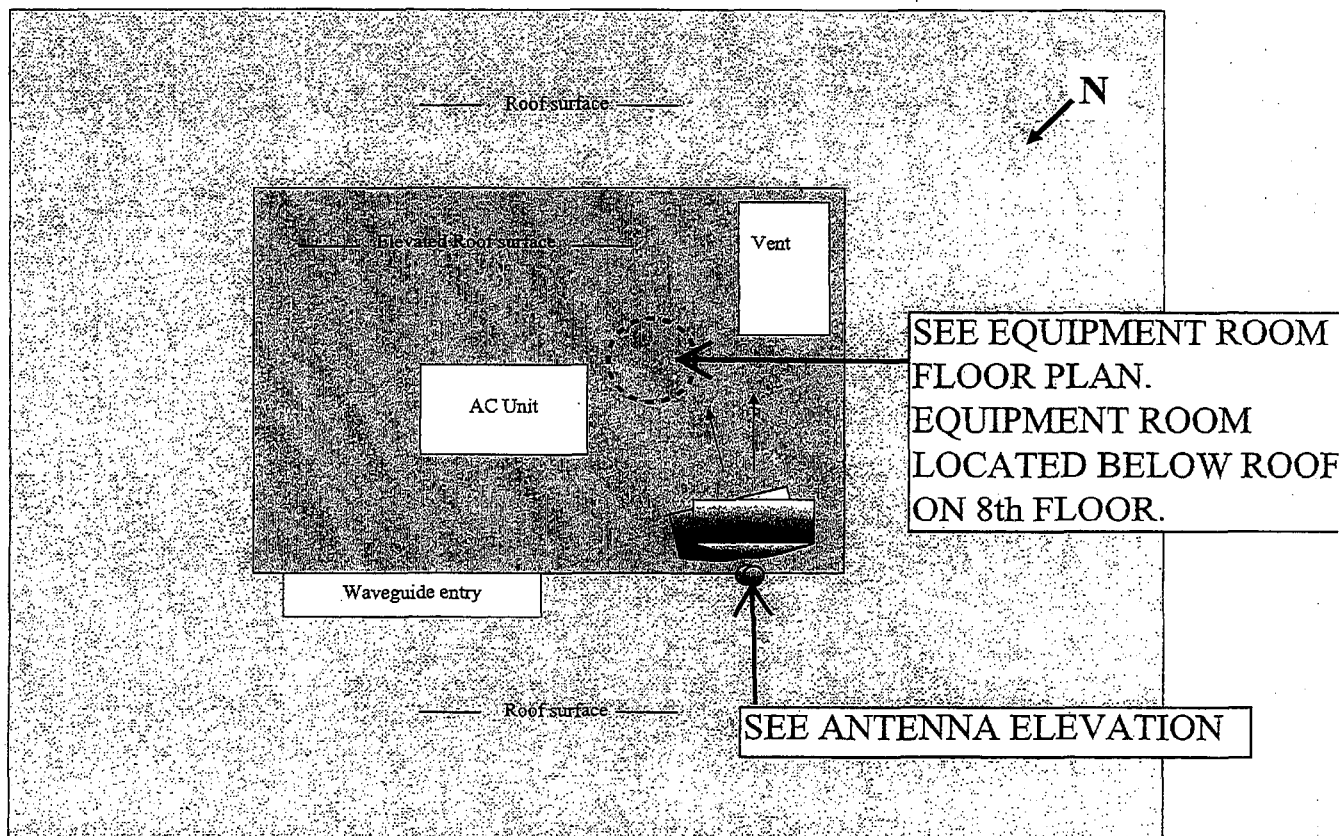 Roof surface
N
Elevated Roof surface
Vent
SEE EQUIPMENT ROOM
FLOOR PLAN.
EQUIPMENT ROOM
LOCATED BELOW ROOF
ON 8th FLOOR.
AC Unit
Waveguide entry
Roof surface
SEE ANTENNA ELEVATION